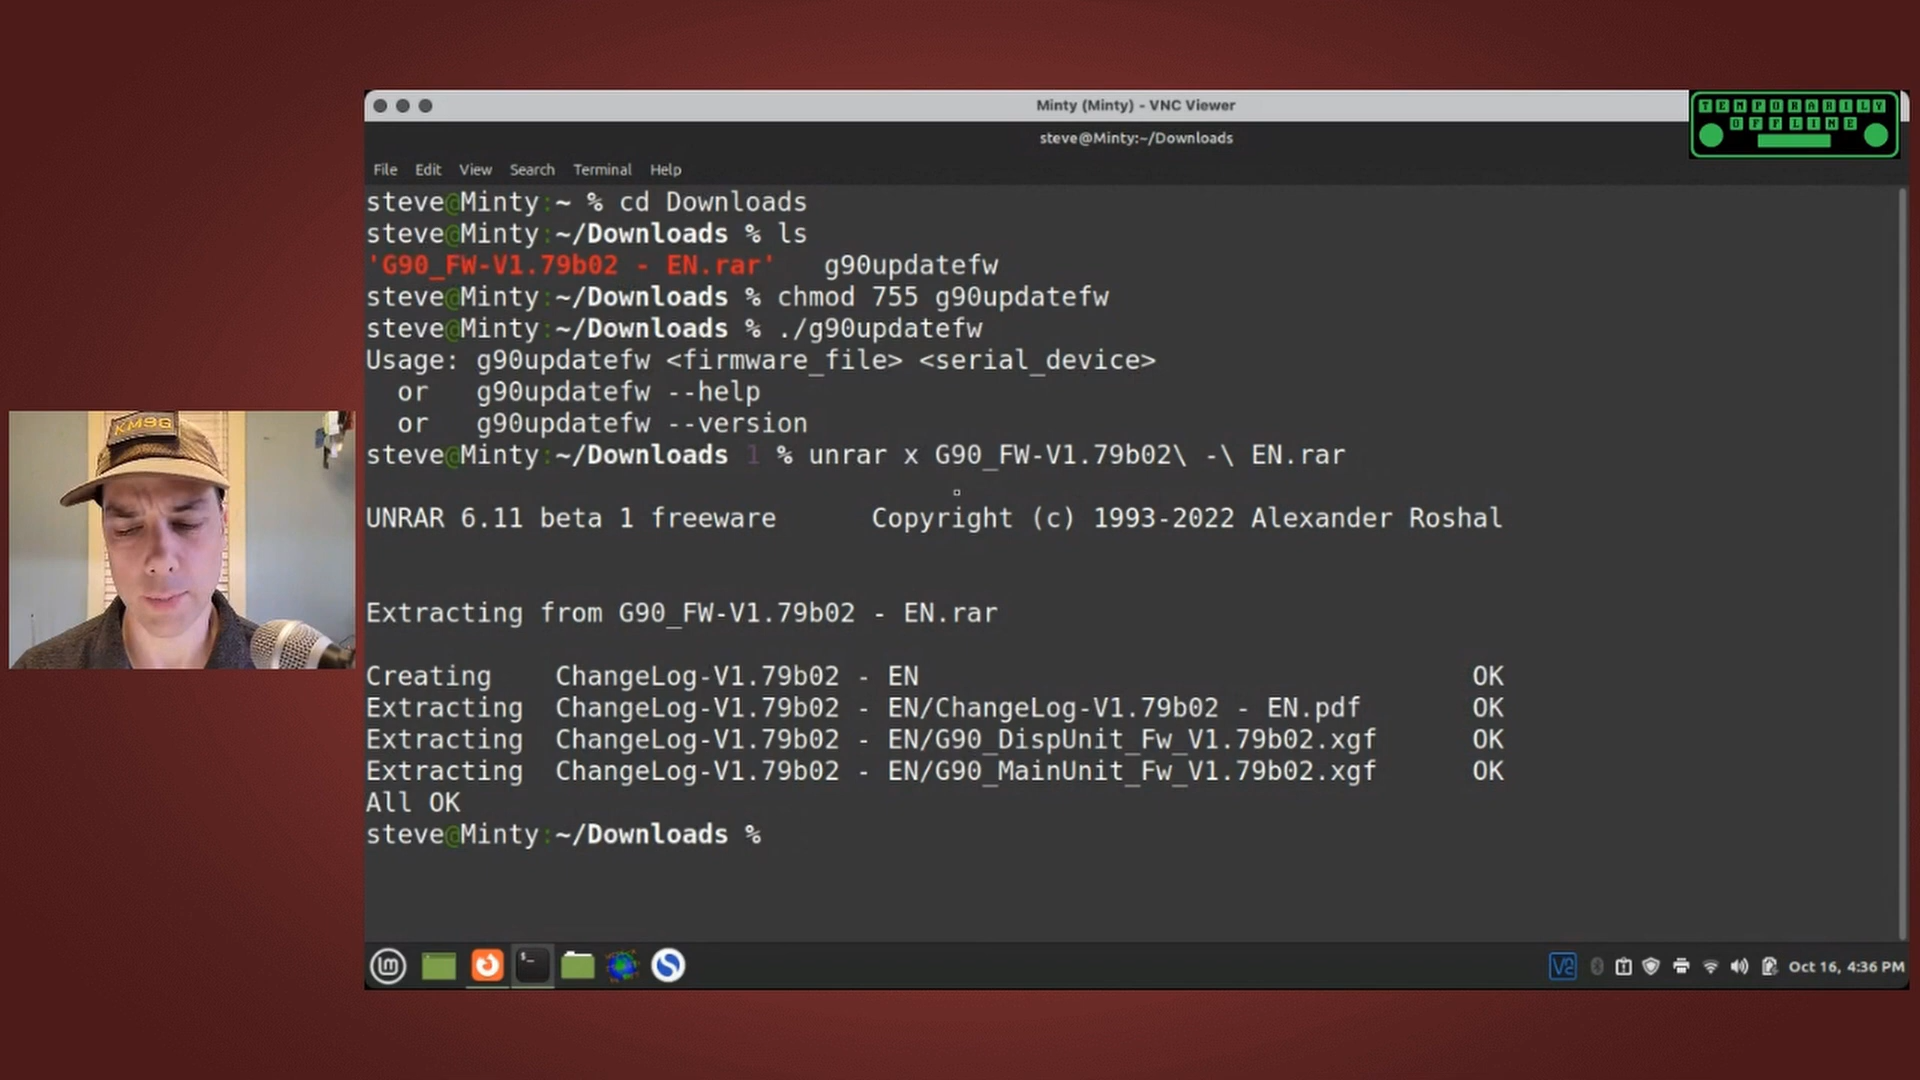 Minty (Minty) - VNC Viewer
TEMPORARILY
OFFLINE
steve@Minty:~/Downloads
File Edit View Search Terminal Help
steve@Minty:~ % cd Downloads
steve@Minty:~/Downloads % ls
'G90_FW-V1.79b02 - EN.rar' g90updatefw
steve@Minty:~/Downloads % chmod 755 g90updatefw
steve@Minty:~/Downloads % ./g90updatefw
Usage: g90updatefw <firmware_file> <serial_device>
or g90updatefw --help
or g90updatefw --version
steve@Minty:~/Downloads 1 % unrar x G90_FW-V1.79b02\ -\ EN.rar
UNRAR 6.11 beta 1 freeware Copyright (c) 1993-2022 Alexander Roshal
Extracting from G90_FW-V1.79b02 - EN.rar
Creating ChangeLog-V1.79b02 - EN OK
Extracting ChangeLog-V1.79b02 - EN/ChangeLog-V1.79b02 - EN.pdf OK
Extracting ChangeLog-V1.79b02 - EN/G90_DispUnit_Fw_V1.79b02.xgf OK
Extracting ChangeLog-V1.79b02 - EN/G90_MainUnit_Fw_V1.79b02.xgf OK
All OK
steve@Minty:~/Downloads %
KM9G
Oct 16, 4:36 PM